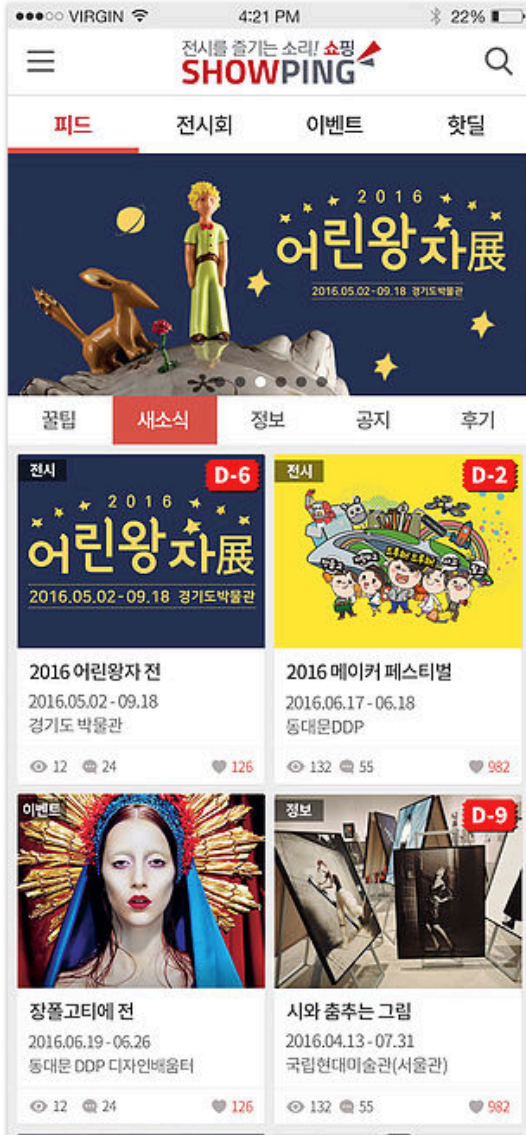 VIRGIN 4:21 PM 22%
전시를 즐기는 소리! 쇼핑
SHOWPING
피드 전시회 이벤트 핫딜
2016
어린왕자展
2016.05.02-09.18 경기도박물관
꿀팁 새소식 정보 공지 후기
전시 D-6
2016
어린왕자展
2016.05.02-09.18 경기도박물관
2016 어린왕자 전
2016.05.02 - 09.18
경기도 박물관
12 24 126
전시 D-2
2016 메이커 페스티벌
2016.06.17 - 06.18
동대문DDP
132 55 982
이벤트
장폴고티에 전
2016.06.19 - 06.26
동대문 DDP 디자인배움터
12 24 126
정보 D-9
시와 춤추는 그림
2016.04.13 - 07.31
국립현대미술관(서울관)
132 55 982